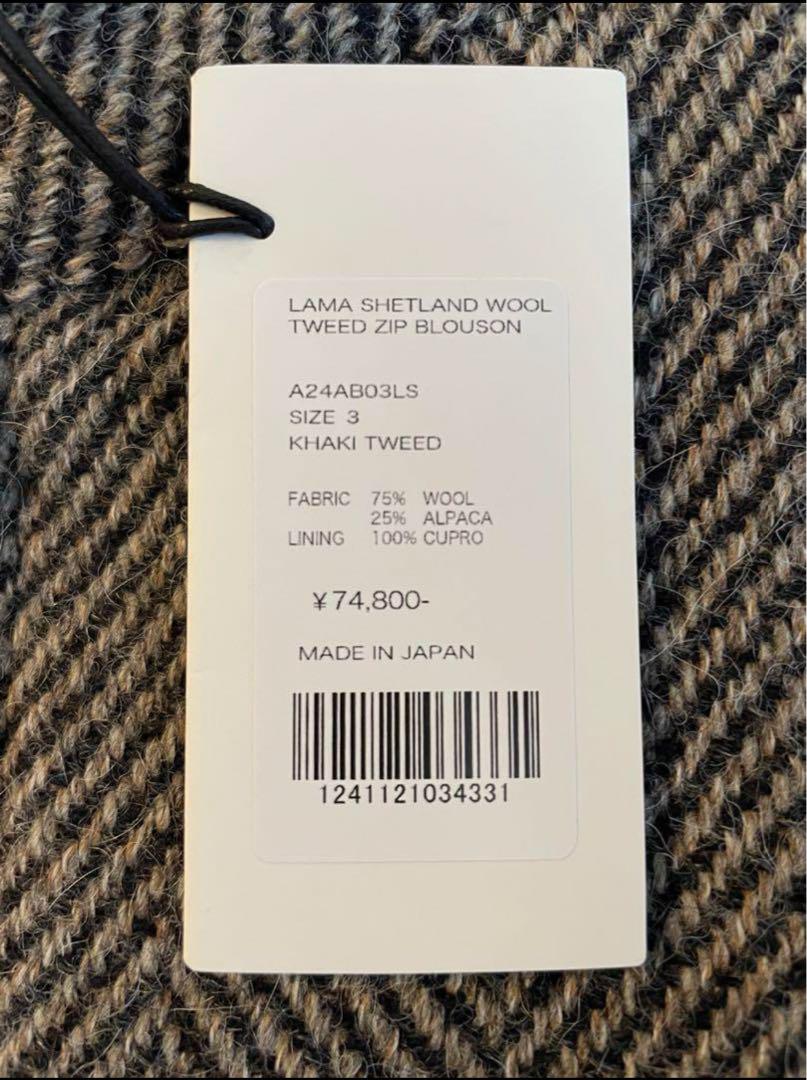 LAMA SHETLAND WOOL
TWEED ZIP BLOUSON
A24AB03LS
SIZE 3
KHAKI TWEED
FABRIC 75% WOOL
25% ALPACA
LINING 100% CUPRO
¥74,800-
MADE IN JAPAN
1241121034331